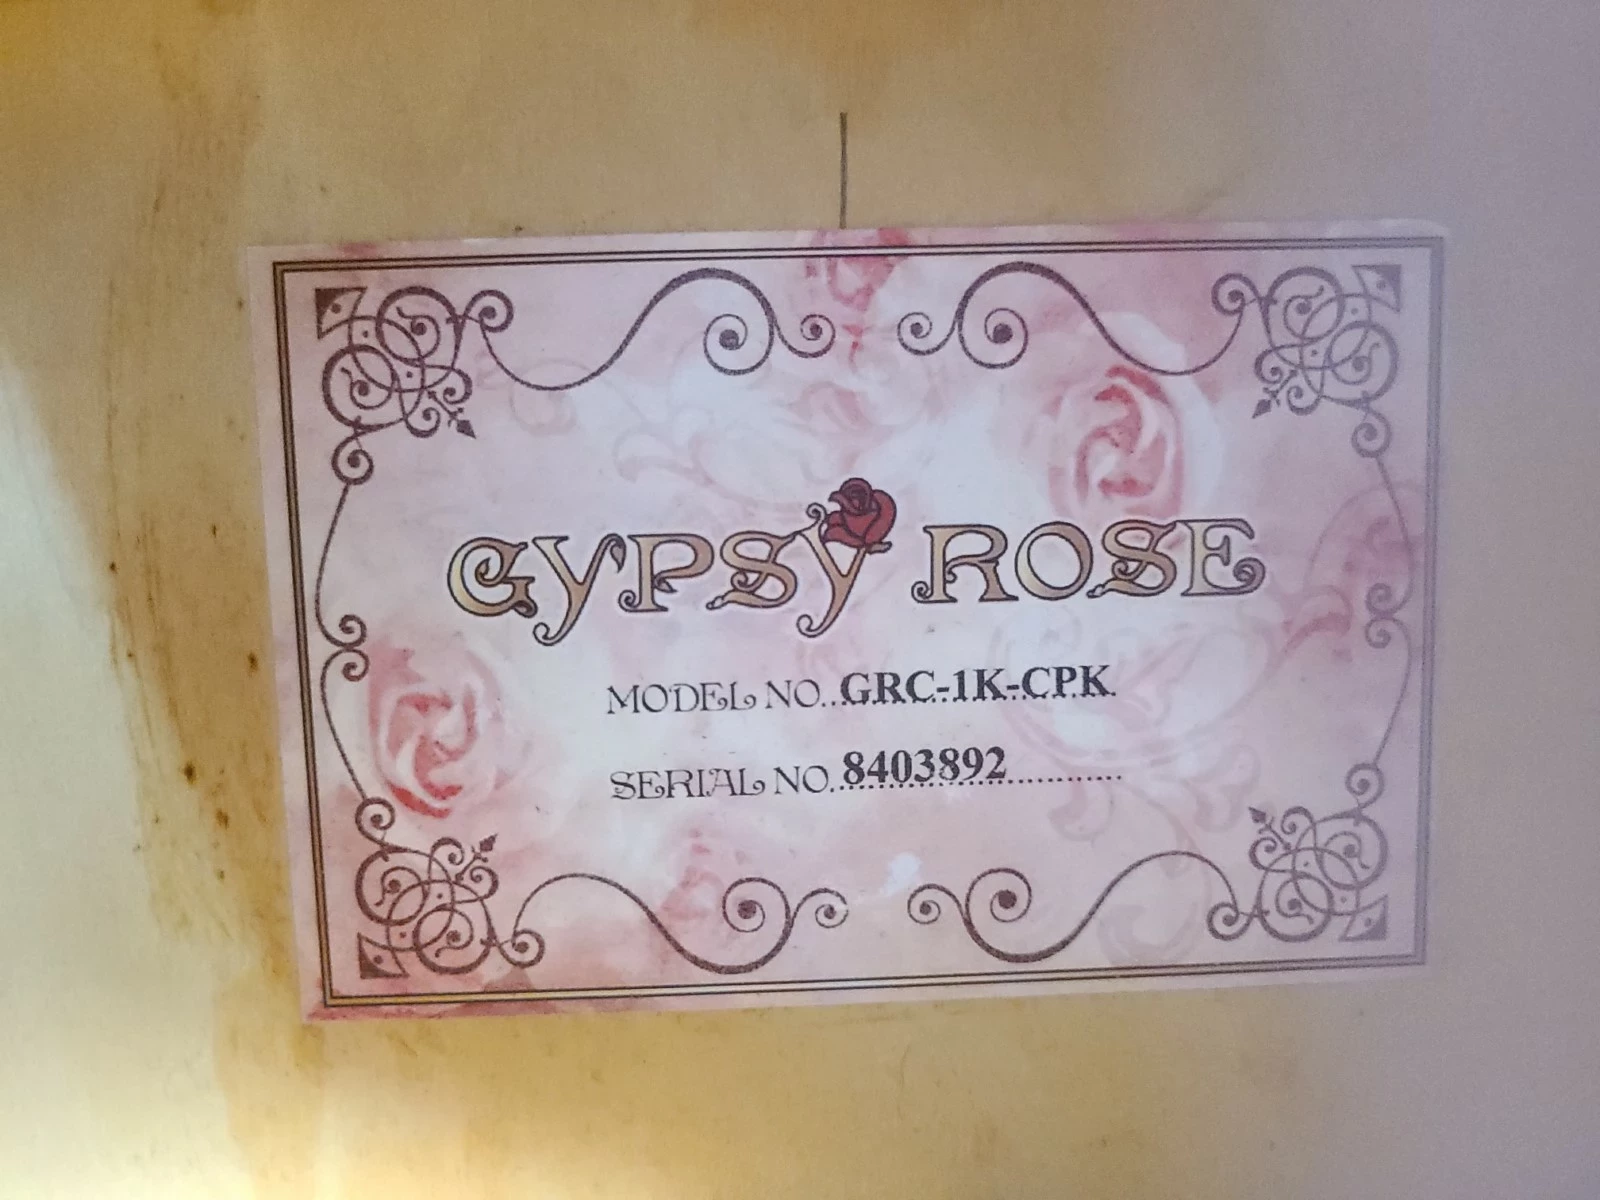 GYPSY ROSE
MODEL NO. GRC-1K-CPK
SERIAL NO. 8403892